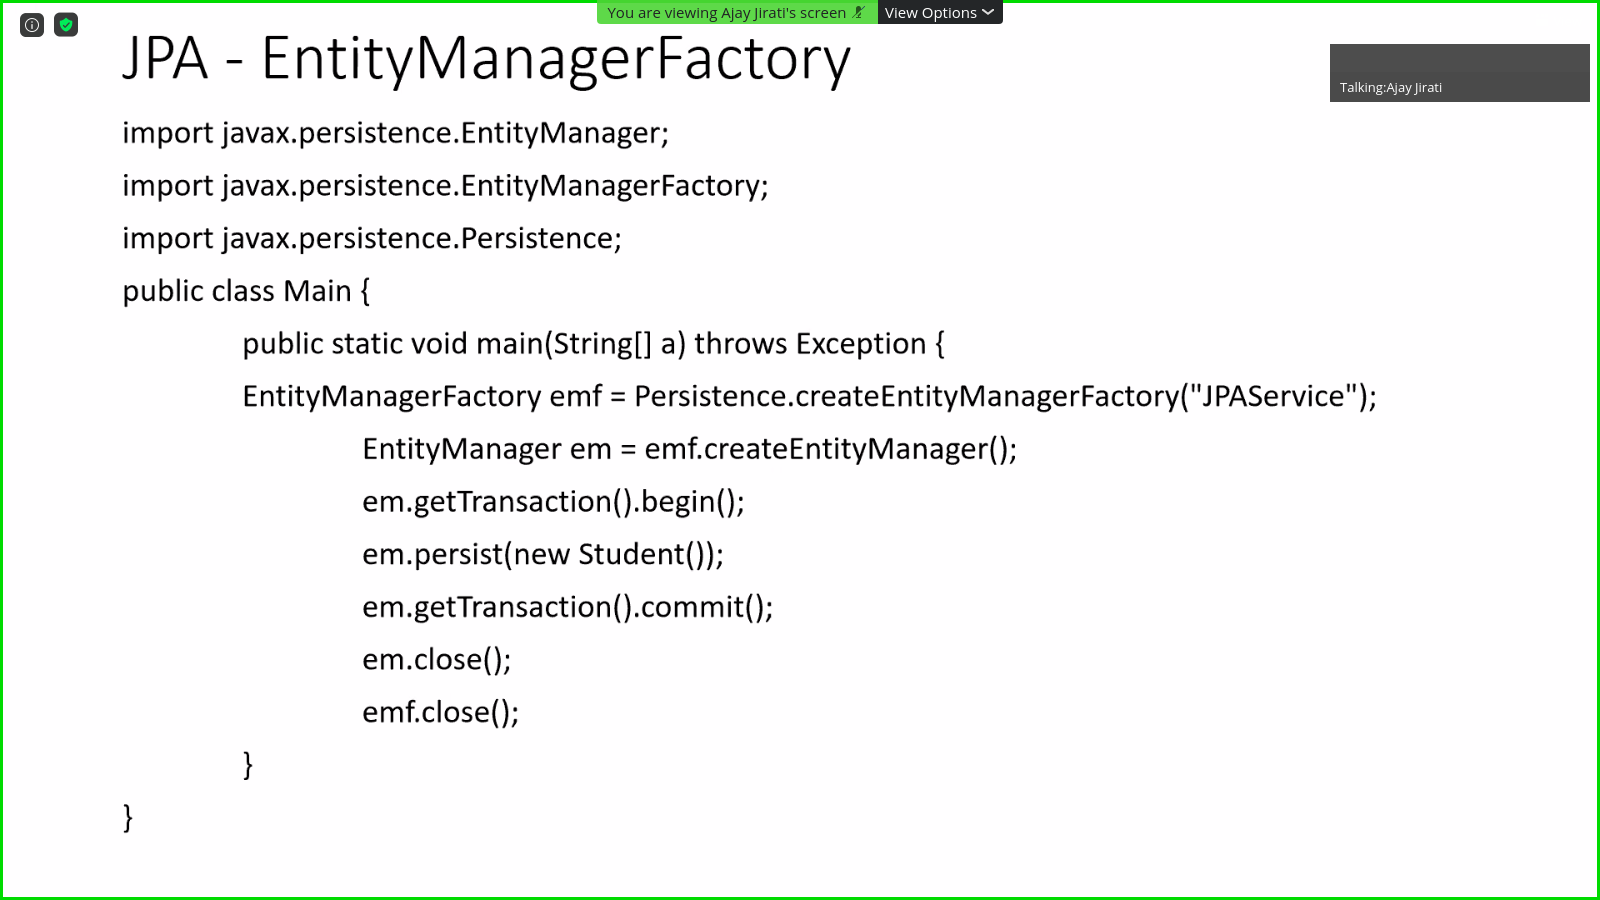 You are viewing Ajay Jirati's screen View Options
JPA - EntityManagerFactory
Talking:Ajay Jirati
import javax.persistence.EntityManager;
import javax.persistence.EntityManagerFactory;
import javax.persistence.Persistence;
public class Main {
public static void main(String[] a) throws Exception {
EntityManagerFactory emf = Persistence.createEntityManagerFactory("JPAService");
EntityManager em = emf.createEntityManager();
em.getTransaction().begin();
em.persist(new Student());
em.getTransaction().commit();
em.close();
emf.close();
}
}